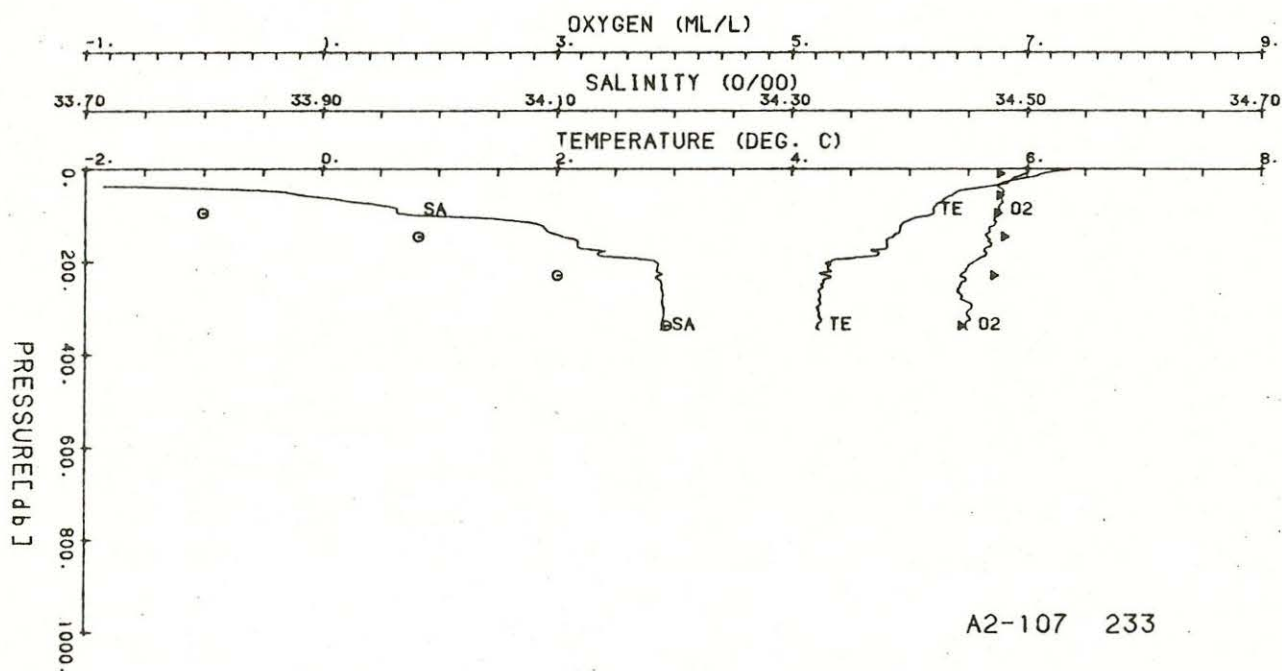 OXYGEN (ML/L)
-1. 1. 3. 5. 7. 9.
SALINITY (O/OO)
33.70 33.90 34.10 34.30 34.50 34.70
TEMPERATURE (DEG. C)
-2. 0. 2. 4. 6. 8.
0.
SA TE O2
200.
SA TE O2
400.
600.
800.
1000.
PRESSURE[db]
A2-107 233